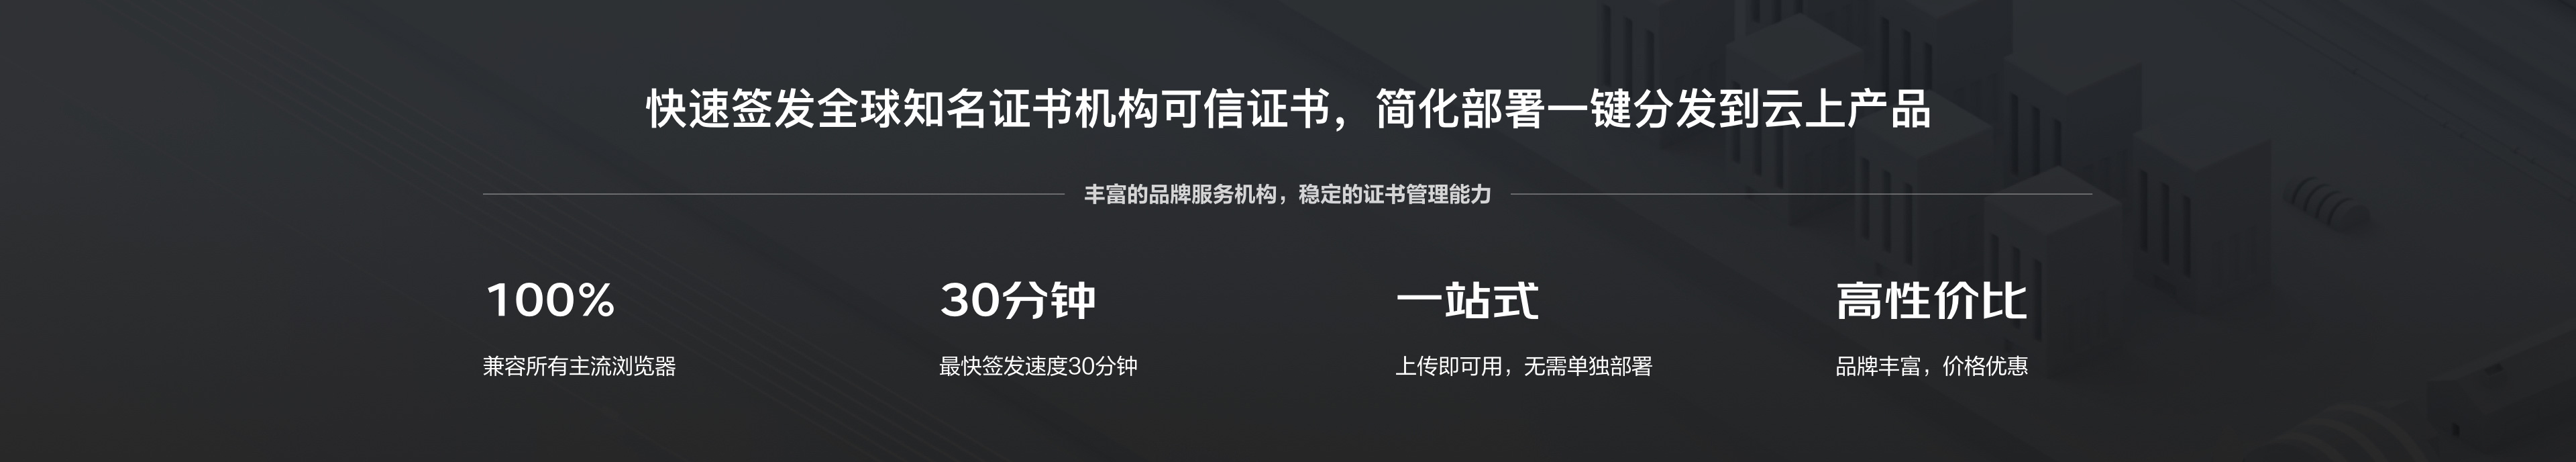 快速签发全球知名证书机构可信证书，简化部署一键分发到云上产品
丰富的品牌服务机构，稳定的证书管理能力
100%
兼容所有主流浏览器
30分钟
最快签发速度30分钟
一站式
上传即可用，无需单独部署
高性价比
品牌丰富，价格优惠